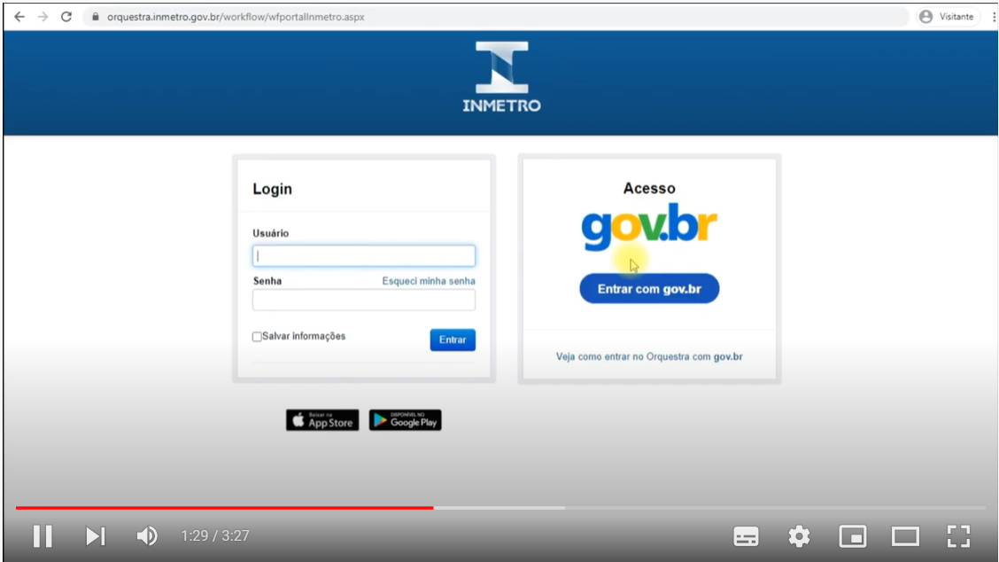 orquestra.inmetro.gov.br/workflow/wfportalInmetro.aspx
Visitante
INMETRO
Login
Usuário
Senha
Esqueci minha senha
Salvar informações
Entrar
Acesso
gov.br
Entrar com gov.br
Veja como entrar no Orquestra com gov.br
Baixar na
App Store
DISPONÍVEL NO
Google Play
1:29 / 3:27